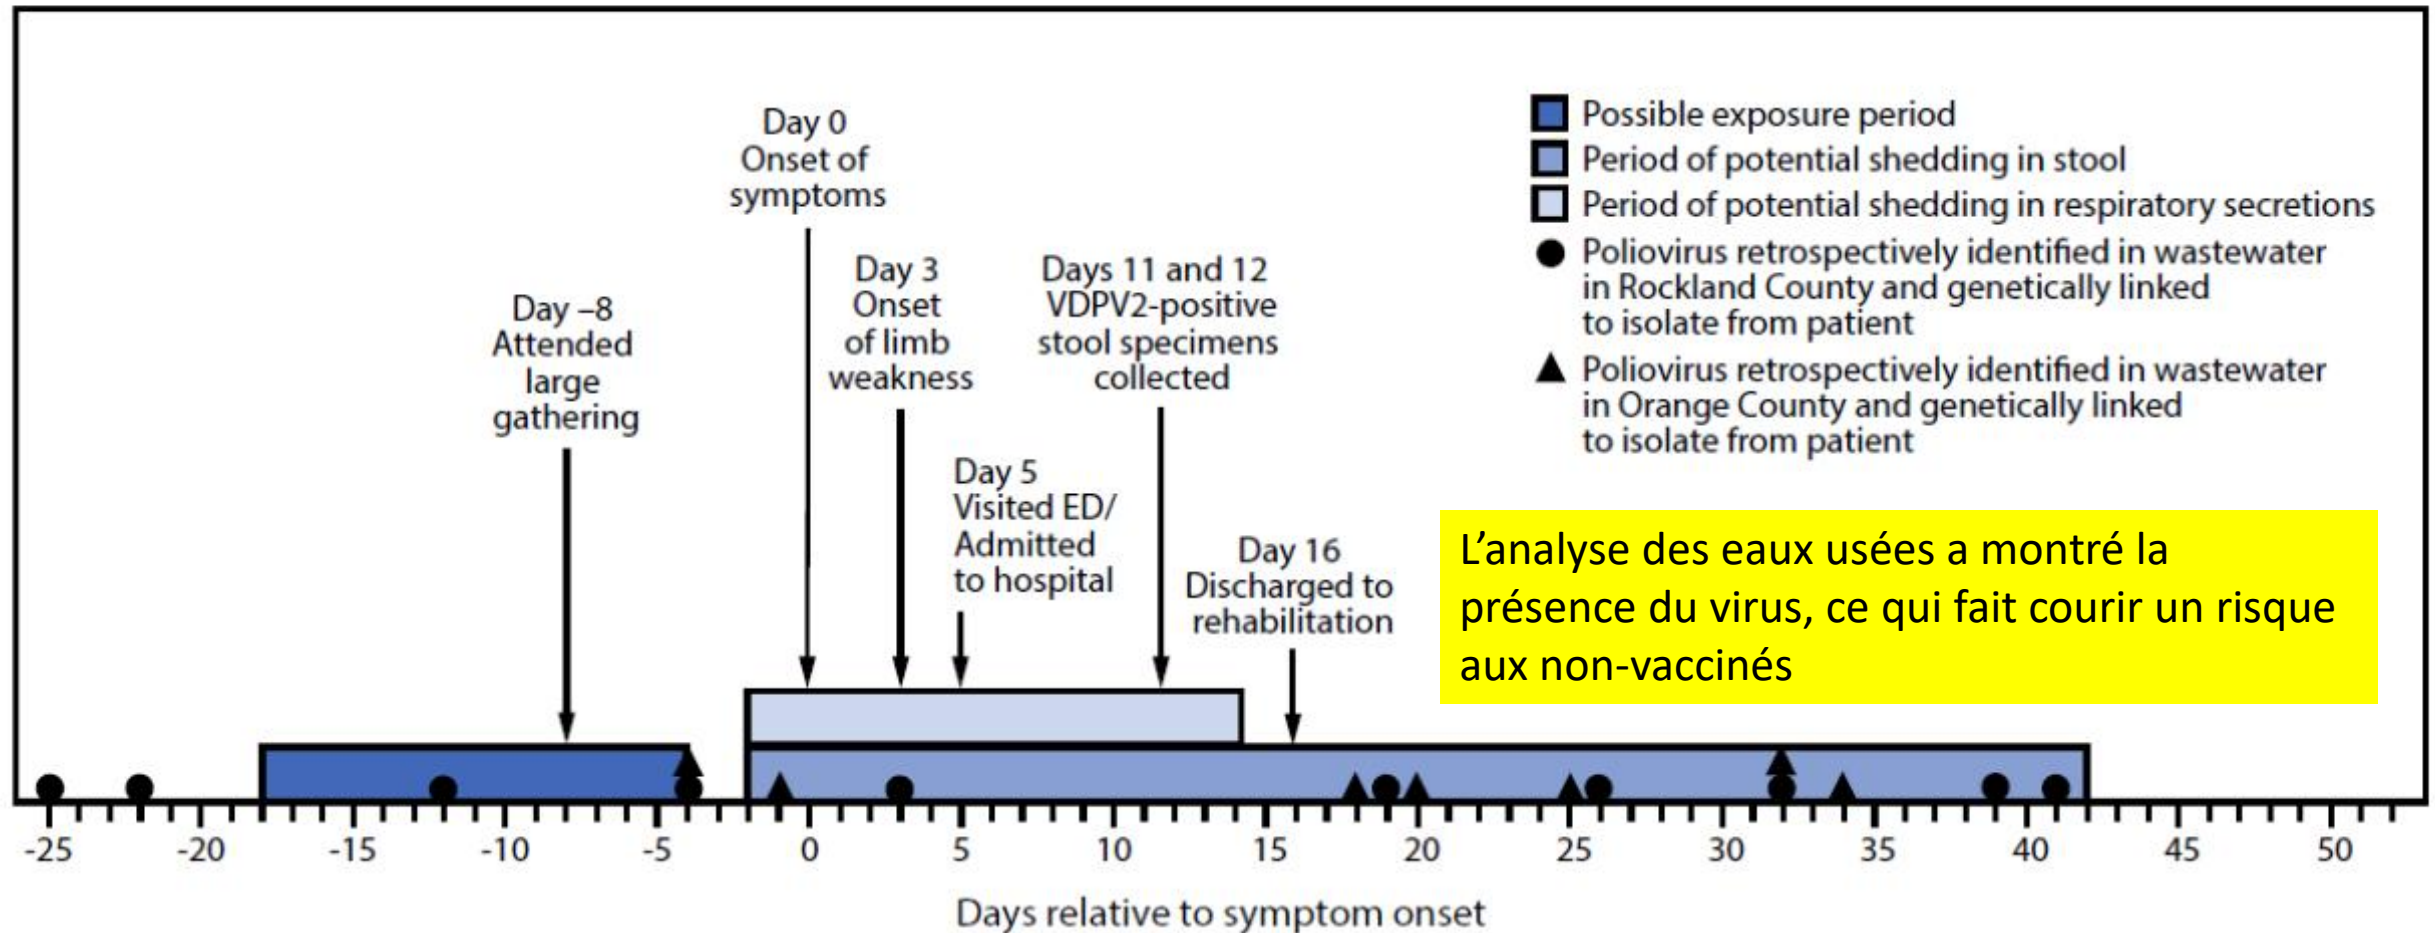 Day 0
Onset of
symptoms
Day –8
Attended
large
gathering
Day 3
Onset
of limb
weakness
Day 5
Visited ED/
Admitted
to hospital
Days 11 and 12
VDPV2-positive
stool specimens
collected
Day 16
Discharged to
rehabilitation
Possible exposure period
Period of potential shedding in stool
Period of potential shedding in respiratory secretions
Poliovirus retrospectively identified in wastewater
in Rockland County and genetically linked
to isolate from patient
Poliovirus retrospectively identified in wastewater
in Orange County and genetically linked
to isolate from patient
L’analyse des eaux usées a montré la
présence du virus, ce qui fait courir un risque
aux non-vaccinés
-25 -20 -15 -10 -5 0 5 10 15 20 25 30 35 40 45 50
Days relative to symptom onset